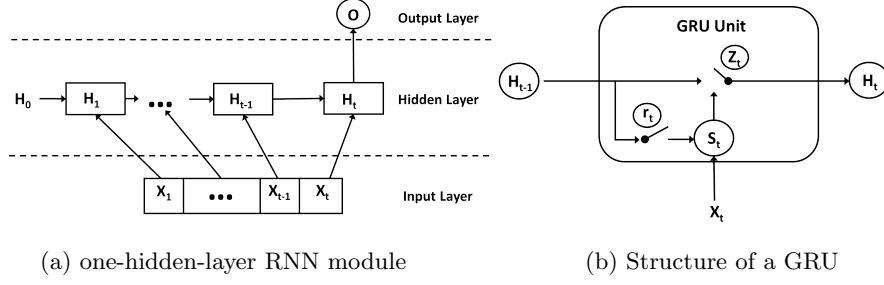 O
Output Layer
H0 H1 ... Ht-1 Ht Hidden Layer
X1 ... Xt-1 Xt Input Layer
(a) one-hidden-layer RNN module
GRU Unit
Zt
Ht-1 Ht
rt
St
Xt
(b) Structure of a GRU